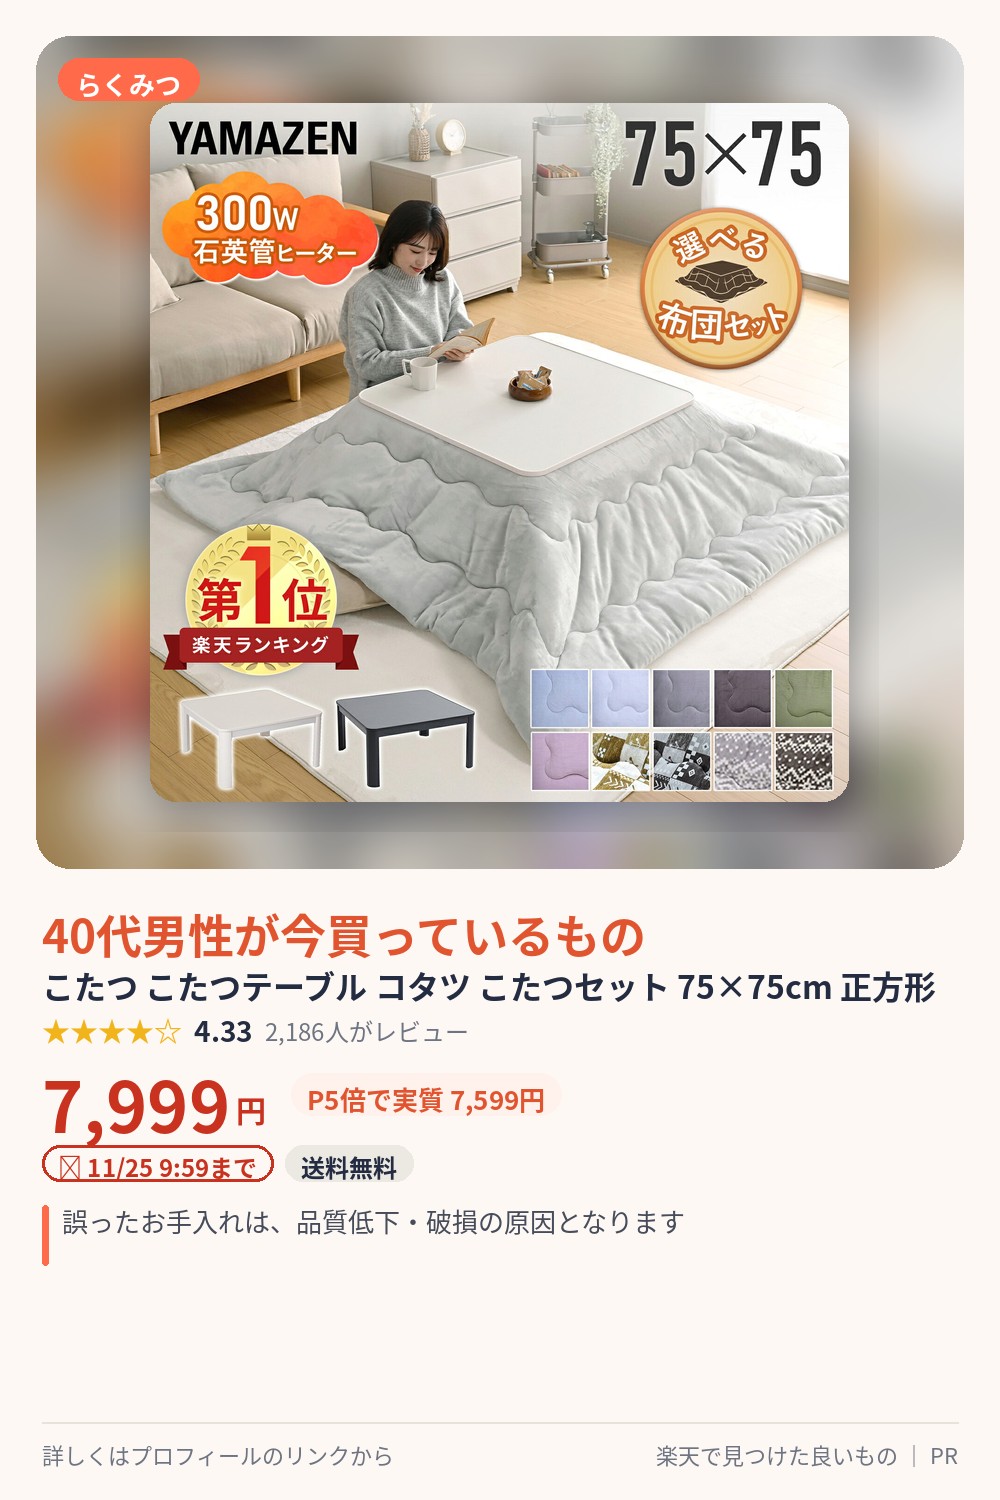 らくみつ
YAMAZEN
75×75
300W
石英管ヒーター
選べる
布団セット
第1位
楽天ランキング
40代男性が今買っているもの
こたつ こたつテーブル コタツ こたつセット 75×75cm 正方形
★★★★☆ 4.33 2,186人がレビュー
7,999円 P5倍で実質 7,599円
11/25 9:59まで 送料無料
誤ったお手入れは、品質低下・破損の原因となります
詳しくはプロフィールのリンクから
楽天で見つけた良いもの | PR